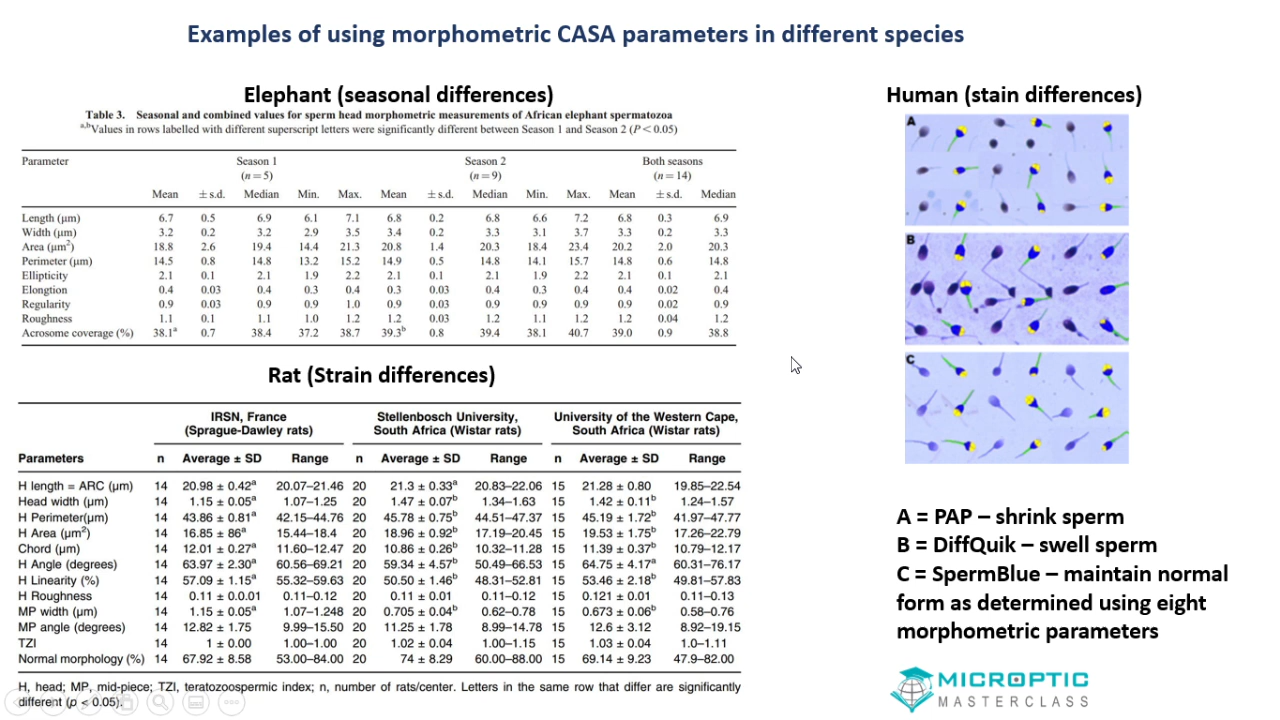 Examples of using morphometric CASA parameters in different species
Elephant (seasonal differences)
Table 3. Seasonal and combined values for sperm head morphometric measurements of African elephant spermatozoa
a,bValues in rows labelled with different superscript letters were significantly different between Season 1 and Season 2 (P < 0.05)
Parameter Season 1 Season 2 Both seasons
(n = 5) (n = 9) (n = 14)
Mean ± s.d. Median Min. Max. Mean ± s.d. Median Min. Max. Mean ± s.d. Median
Length (µm) 6.7 0.5 6.9 6.1 7.1 6.8 0.2 6.8 6.6 7.2 6.8 0.3 6.9
Width (µm) 3.2 0.2 3.2 2.9 3.5 3.4 0.2 3.3 3.1 3.7 3.3 0.2 3.3
Area (µm²) 18.8 2.6 19.4 14.4 21.3 20.8 1.4 20.3 18.4 23.4 20.2 2.0 20.3
Perimeter (µm) 14.5 0.8 14.8 13.2 15.2 14.9 0.5 14.8 14.1 15.7 14.8 0.6 14.8
Ellipticity 2.1 0.1 2.1 1.9 2.2 2.1 0.1 2.1 1.9 2.2 2.1 0.1 2.1
Elongtion 0.4 0.03 0.4 0.3 0.4 0.3 0.03 0.4 0.3 0.4 0.4 0.02 0.4
Regularity 0.9 0.03 0.9 0.9 1.0 0.9 0.03 0.9 0.9 0.9 0.9 0.02 0.9
Roughness 1.1 0.1 1.1 1.0 1.2 1.2 0.1 1.2 1.1 1.2 1.2 0.04 1.2
Acrosome coverage (%) 38.1a 0.7 38.4 37.2 38.7 39.3b 0.8 39.4 38.1 40.7 39.0 0.9 38.8
Rat (Strain differences)
IRSN, France Stellenbosch University, University of the Western Cape,
(Sprague-Dawley rats) South Africa (Wistar rats) South Africa (Wistar rats)
Parameters n Average ± SD Range n Average ± SD Range n Average ± SD Range
H length = ARC (µm) 14 20.98 ± 0.42a 20.07–21.46 20 21.3 ± 0.33a 20.83–22.06 15 21.28 ± 0.80 19.85–22.54
Head width (µm) 14 1.15 ± 0.05a 1.07–1.25 20 1.47 ± 0.07b 1.34–1.63 15 1.42 ± 0.11b 1.24–1.57
H Perimeter(µm) 14 43.86 ± 0.81a 42.15–44.76 20 45.78 ± 0.75b 44.51–47.37 15 45.19 ± 1.72b 41.97–47.77
H Area (µm²) 14 16.85 ± 86a 15.44–18.4 20 18.96 ± 0.92b 17.19–20.45 15 19.53 ± 1.75b 17.26–22.79
Chord (µm) 14 12.01 ± 0.27a 11.60–12.47 20 10.86 ± 0.26b 10.32–11.28 15 11.39 ± 0.37b 10.79–12.17
H Angle (degrees) 14 63.97 ± 2.30a 60.56–69.21 20 59.34 ± 4.57b 50.49–66.53 15 64.75 ± 4.17a 60.31–76.17
H Linearity (%) 14 57.09 ± 1.15a 55.32–59.63 20 50.50 ± 1.46b 48.31–52.81 15 53.46 ± 2.18b 49.81–57.83
H Roughness 14 0.11 ± 0.0.01 0.11–0.12 20 0.11 ± 0.01 0.11–0.12 15 0.121 ± 0.01 0.11–0.13
MP width (µm) 14 1.15 ± 0.05a 1.07–1.248 20 0.705 ± 0.04b 0.62–0.78 15 0.673 ± 0.06b 0.58–0.76
MP angle (degrees) 14 12.82 ± 1.75 9.99–15.50 20 11.25 ± 1.78 8.99–14.78 15 12.6 ± 3.12 8.92–19.15
TZI 14 1 ± 0.00 1.00–1.00 20 1.02 ± 0.04 1.00–1.15 15 1.03 ± 0.04 1.0–1.11
Normal morphology (%) 14 67.92 ± 8.58 53.00–84.00 20 74 ± 8.29 60.00–88.00 15 69.14 ± 9.23 47.9–82.00
H, head; MP, mid-piece; TZI, teratozoospermic index; n, number of rats/center. Letters in the same row that differ are significantly
different (p < 0.05).
Human (stain differences)
A
B
C
A = PAP – shrink sperm
B = DiffQuik – swell sperm
C = SpermBlue – maintain normal
form as determined using eight
morphometric parameters
MICROPTIC
MASTERCLASS